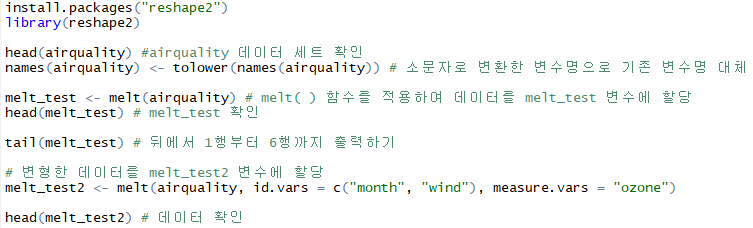 install.packages("reshape2")
library(reshape2)
head(airquality) #airquality 데이터 세트 확인
names(airquality) <- tolower(names(airquality)) # 소문자로 변환한 변수명으로 기존 변수명 대체
melt_test <- melt(airquality) # melt( ) 함수를 적용하여 데이터를 melt_test 변수에 할당
head(melt_test) # melt_test 확인
tail(melt_test) # 뒤에서 1행부터 6행까지 출력하기
# 변형한 데이터를 melt_test2 변수에 할당
melt_test2 <- melt(airquality, id.vars = c("month", "wind"), measure.vars = "ozone")
head(melt_test2) # 데이터 확인